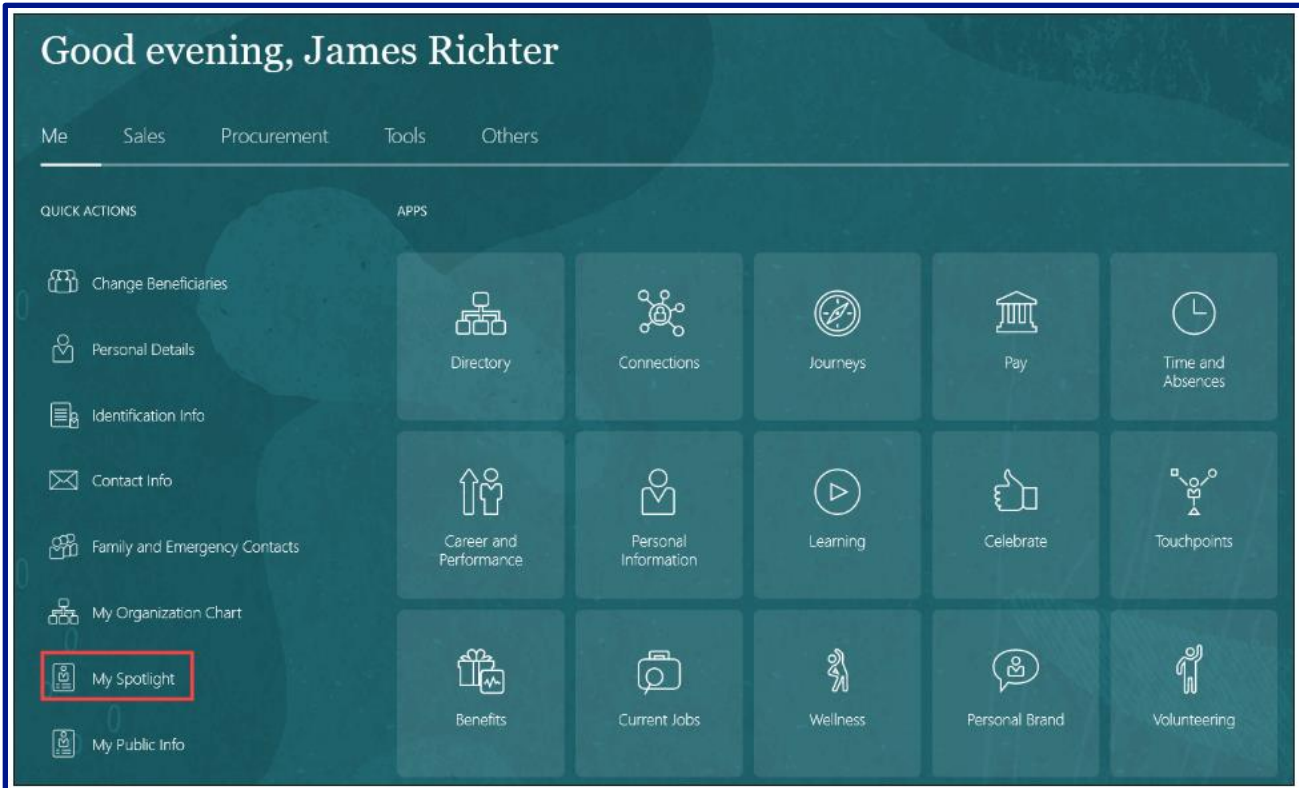 Good evening, James Richter
Me Sales Procurement Tools Others
QUICK ACTIONS
Change Beneficiaries
Personal Details
Identification Info
Contact Info
Family and Emergency Contacts
My Organization Chart
My Spotlight
My Public Info
APPS
Directory
Connections
Journeys
Pay
Time and
Absences
Career and
Performance
Personal
Information
Learning
Celebrate
Touchpoints
Benefits
Current Jobs
Wellness
Personal Brand
Volunteering